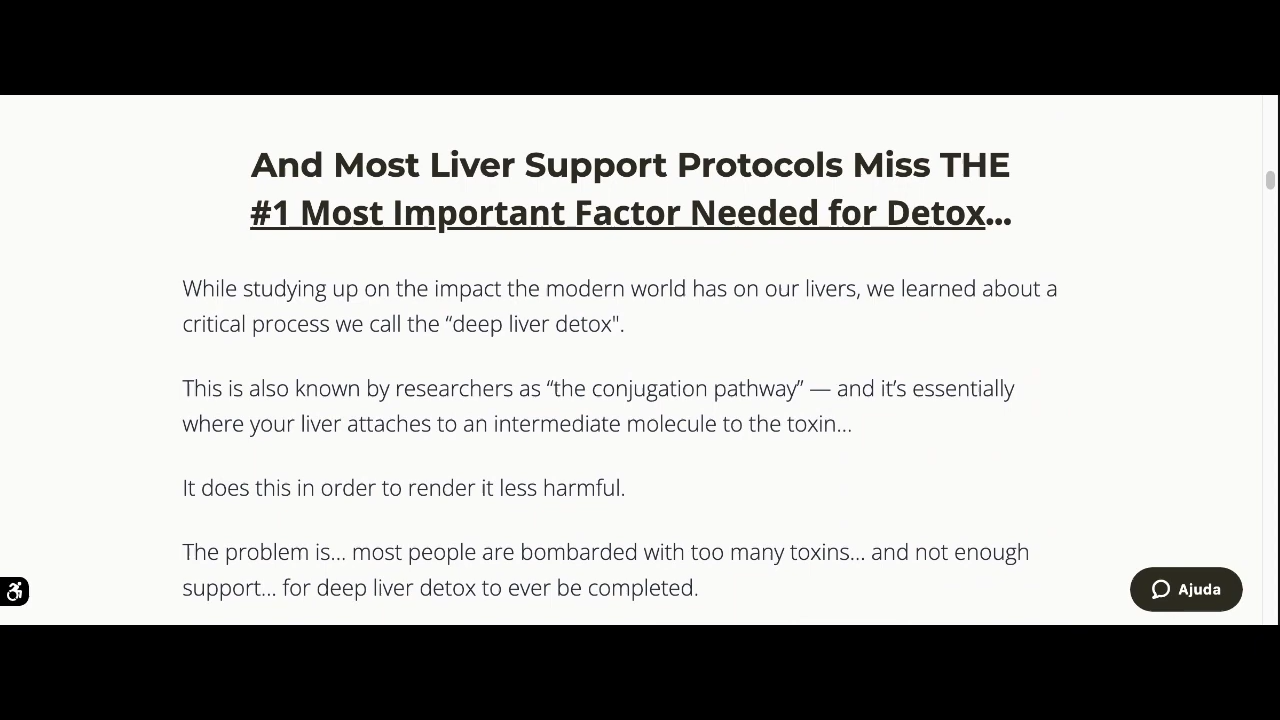 And Most Liver Support Protocols Miss THE
#1 Most Important Factor Needed for Detox...
While studying up on the impact the modern world has on our livers, we learned about a
critical process we call the “deep liver detox".
This is also known by researchers as “the conjugation pathway” — and it’s essentially
where your liver attaches to an intermediate molecule to the toxin...
It does this in order to render it less harmful.
The problem is... most people are bombarded with too many toxins... and not enough
support... for deep liver detox to ever be completed.
Ajuda